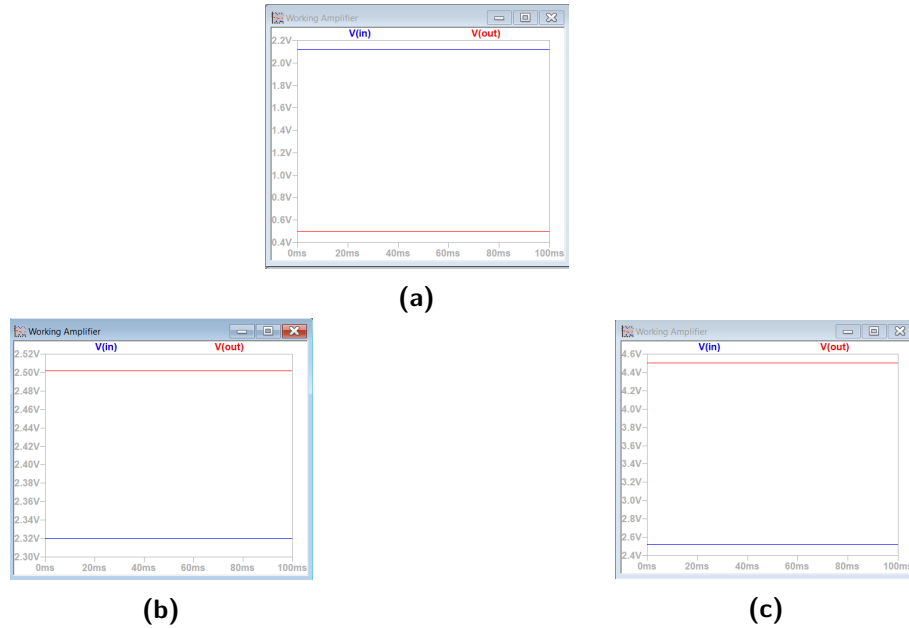 Working Amplifier
V(in) V(out)
2.2V
2.0V
1.8V
1.6V
1.4V
1.2V
1.0V
0.8V
0.6V
0.4V
0ms 20ms 40ms 60ms 80ms 100ms
(a)
Working Amplifier
V(in) V(out)
2.52V
2.50V
2.48V
2.46V
2.44V
2.42V
2.40V
2.38V
2.36V
2.34V
2.32V
2.30V
0ms 20ms 40ms 60ms 80ms 100ms
(b)
Working Amplifier
V(in) V(out)
4.6V
4.4V
4.2V
4.0V
3.8V
3.6V
3.4V
3.2V
3.0V
2.8V
2.6V
2.4V
0ms 20ms 40ms 60ms 80ms 100ms
(c)